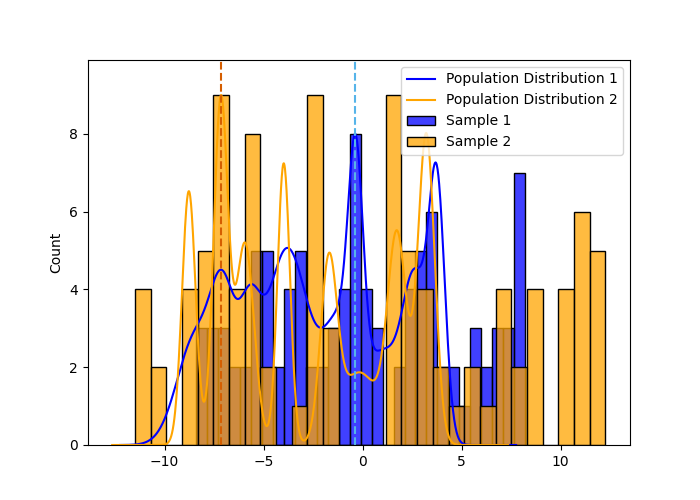 Population Distribution 1
Population Distribution 2
Sample 1
Sample 2
Count
8
6
4
2
0
−10
−5
0
5
10